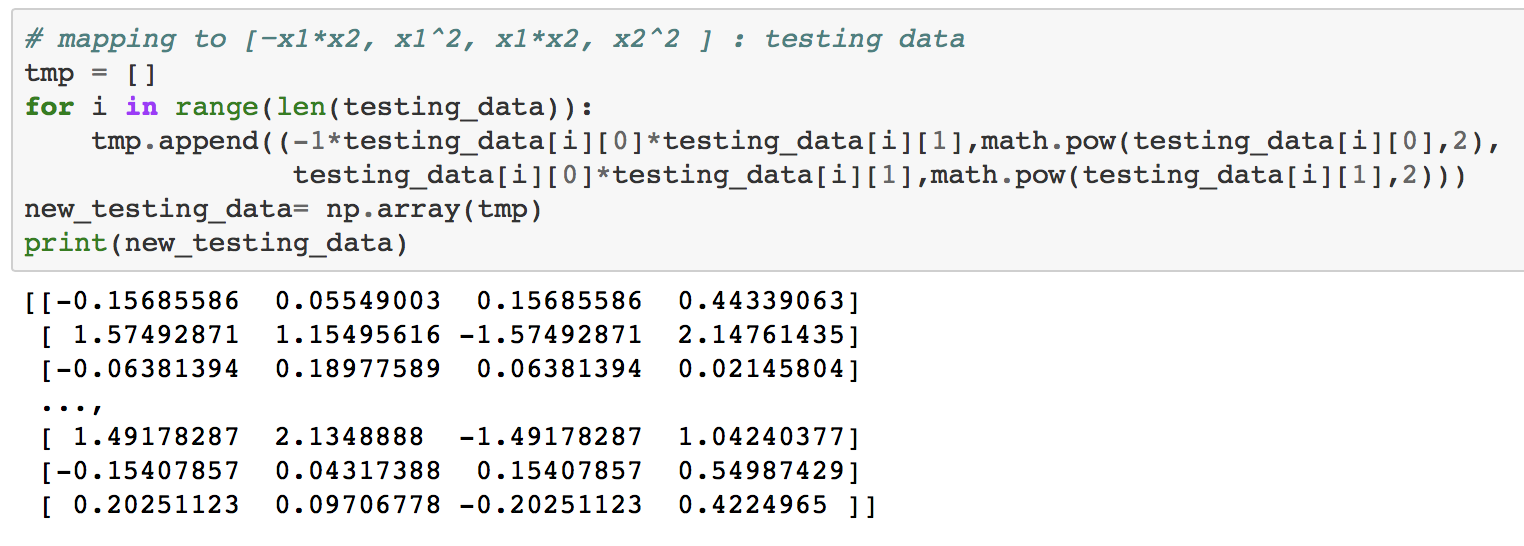 # mapping to [-x1*x2, x1^2, x1*x2, x2^2 ] : testing data
tmp = []
for i in range(len(testing_data)):
    tmp.append((-1*testing_data[i][0]*testing_data[i][1],math.pow(testing_data[i][0],2),
                testing_data[i][0]*testing_data[i][1],math.pow(testing_data[i][1],2)))
new_testing_data= np.array(tmp)
print(new_testing_data)
[[-0.15685586  0.05549003  0.15685586  0.44339063]
 [ 1.57492871  1.15495616 -1.57492871  2.14761435]
 [-0.06381394  0.18977589  0.06381394  0.02145804]
 ...,
 [ 1.49178287  2.1348888  -1.49178287  1.04240377]
 [-0.15407857  0.04317388  0.15407857  0.54987429]
 [ 0.20251123  0.09706778 -0.20251123  0.4224965 ]]